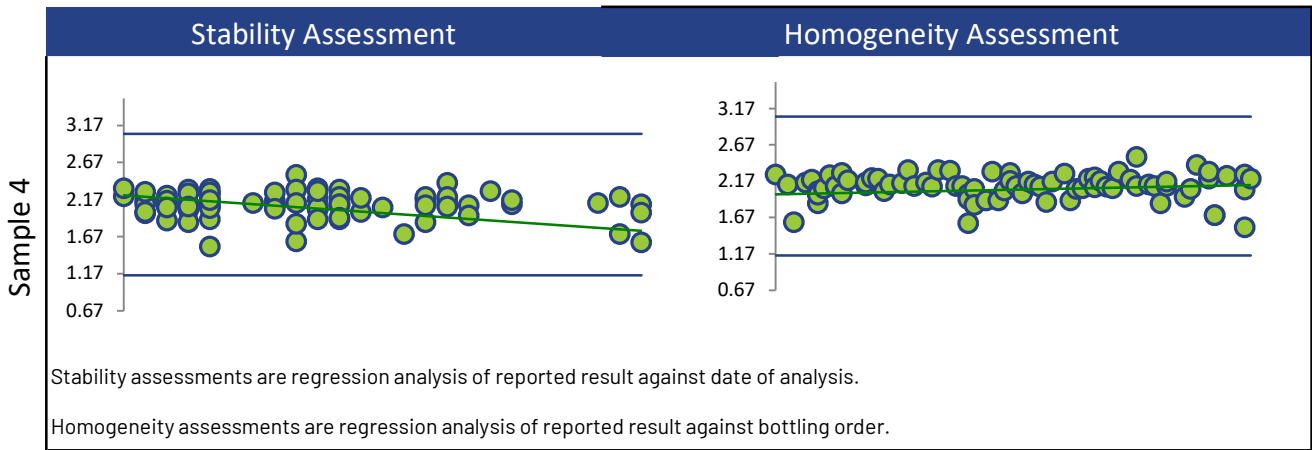 Stability Assessment
Homogeneity Assessment
Sample 4
3.17
2.67
2.17
1.67
1.17
0.67
3.17
2.67
2.17
1.67
1.17
0.67
Stability assessments are regression analysis of reported result against date of analysis.
Homogeneity assessments are regression analysis of reported result against bottling order.